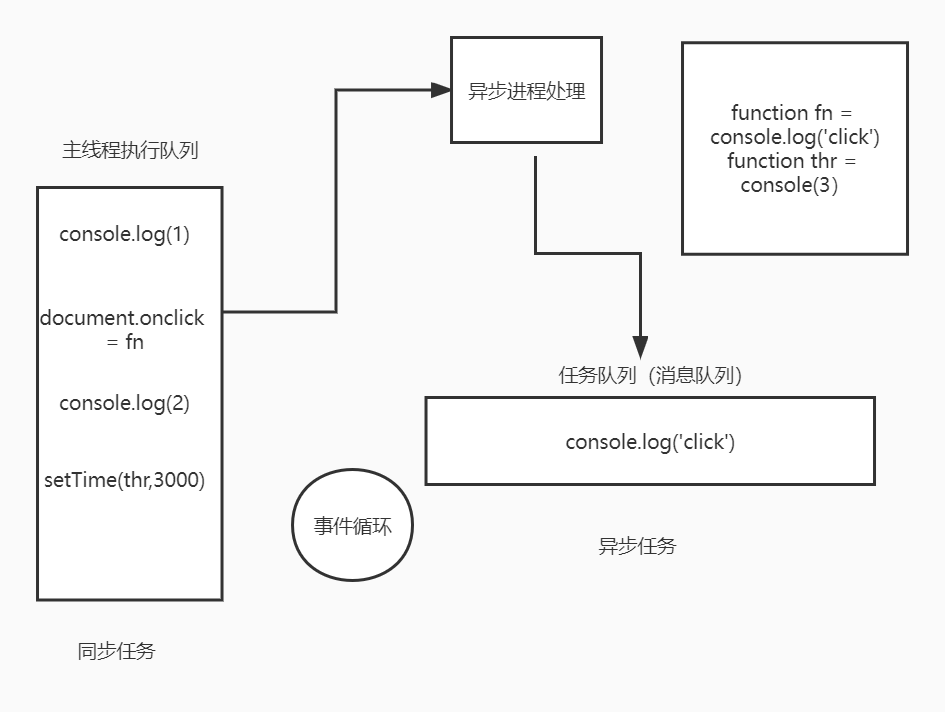 异步进程处理
function fn =
console.log('click')
function thr =
console(3)
主线程执行队列
console.log(1)
document.onclick
= fn
console.log(2)
setTime(thr,3000)
任务队列（消息队列）
console.log('click')
事件循环
异步任务
同步任务